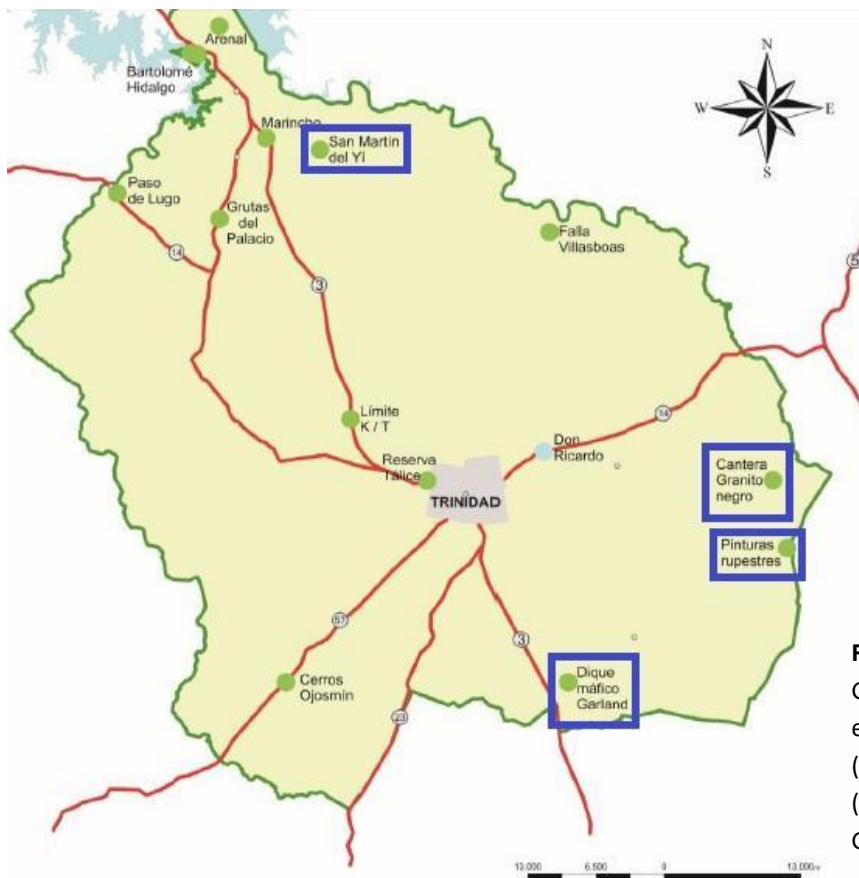 Arenal
Bartolomé
Hidalgo
N
W
E
S
Marincho
San Martín
del YÍ
Paso
de Lugo
Grutas
del
Palacio
14
3
Falla
Villasboas
5
Límite
K / T
14
Don
Ricardo
Reserva
Tálice
TRINIDAD
Cantera
Granito
negro
Pinturas
rupestres
57
3
Cerros
Ojosmín
Dique
máfico
Garland
23
13.000
6.500
0
13.000